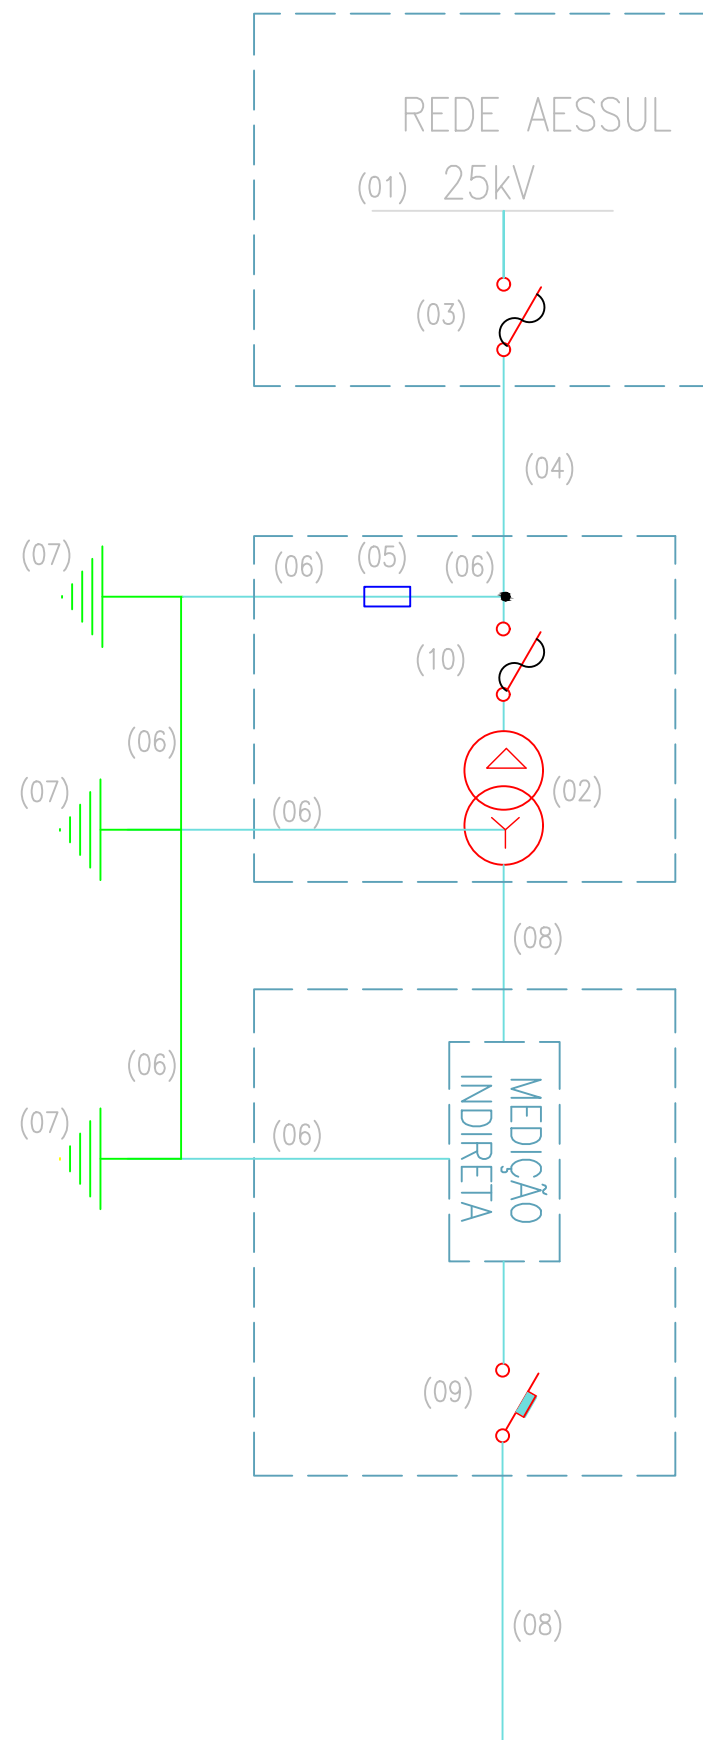 REDE AESSUL
(01) 25kV
(03)
(04)
(07)
(06) (05) (06)
(10)
(06)
(07)
(06)
(02)
(08)
(06)
(07)
(06)
MEDIÇÃO
INDIRETA
(09)
(08)